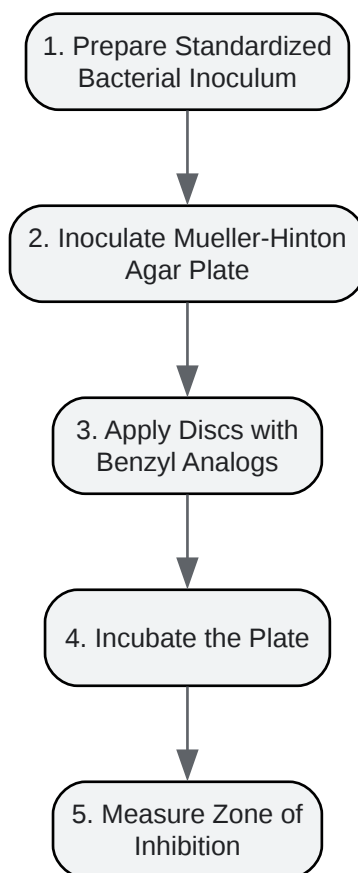 1. Prepare Standardized
Bacterial Inoculum
2. Inoculate Mueller-Hinton
Agar Plate
3. Apply Discs with
Benzyl Analogs
4. Incubate the Plate
5. Measure Zone of
Inhibition